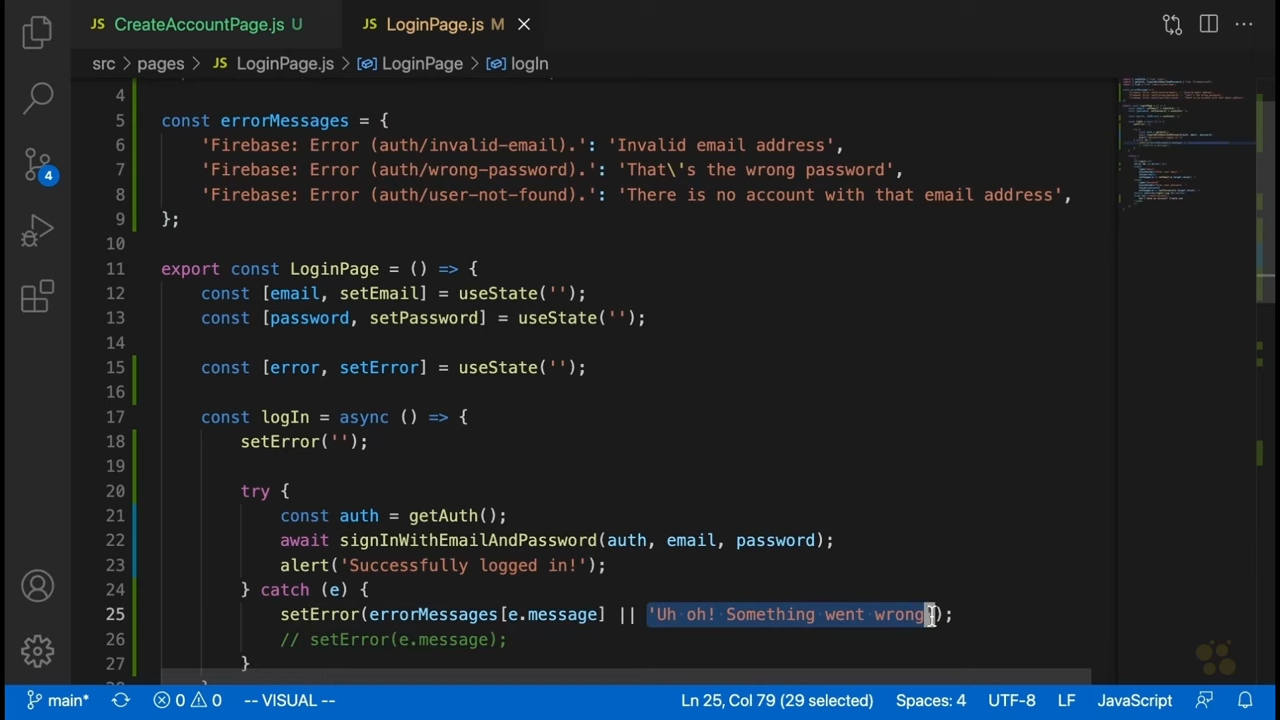 JS CreateAccountPage.js U JS LoginPage.js M
src > pages > JS LoginPage.js > LoginPage > logIn
4
5 const errorMessages = {
6 'Firebase: Error (auth/invalid-email).': 'Invalid email address',
7 'Firebase: Error (auth/wrong-password).': 'That\'s the wrong password',
8 'Firebase: Error (auth/user-not-found).': 'There is no account with that email address',
9 };
10
11 export const LoginPage = () => {
12 const [email, setEmail] = useState('');
13 const [password, setPassword] = useState('');
14
15 const [error, setError] = useState('');
16
17 const logIn = async () => {
18 setError('');
19
20 try {
21 const auth = getAuth();
22 await signInWithEmailAndPassword(auth, email, password);
23 alert('Successfully logged in!');
24 } catch (e) {
25 setError(errorMessages[e.message] || 'Uh oh! Something went wrong');
26 // setError(e.message);
27 }
4
main* 0 0 -- VISUAL -- Ln 25, Col 79 (29 selected) Spaces: 4 UTF-8 LF JavaScript